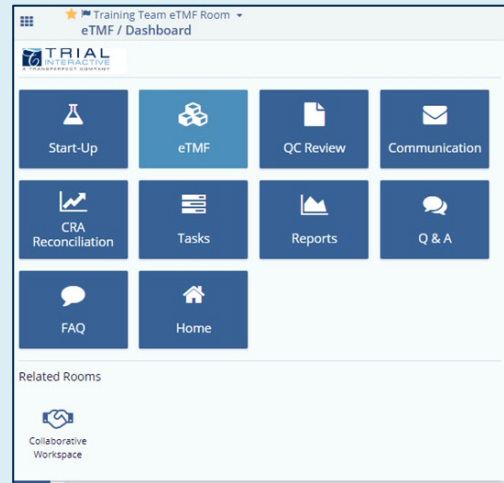 Training Team eTMF Room
eTMF / Dashboard
TRIAL
INTERACTIVE
A TRANSPERFECT COMPANY
Start-Up
eTMF
QC Review
Communication
CRA
Reconciliation
Tasks
Reports
Q & A
FAQ
Home
Related Rooms
Collaborative
Workspace